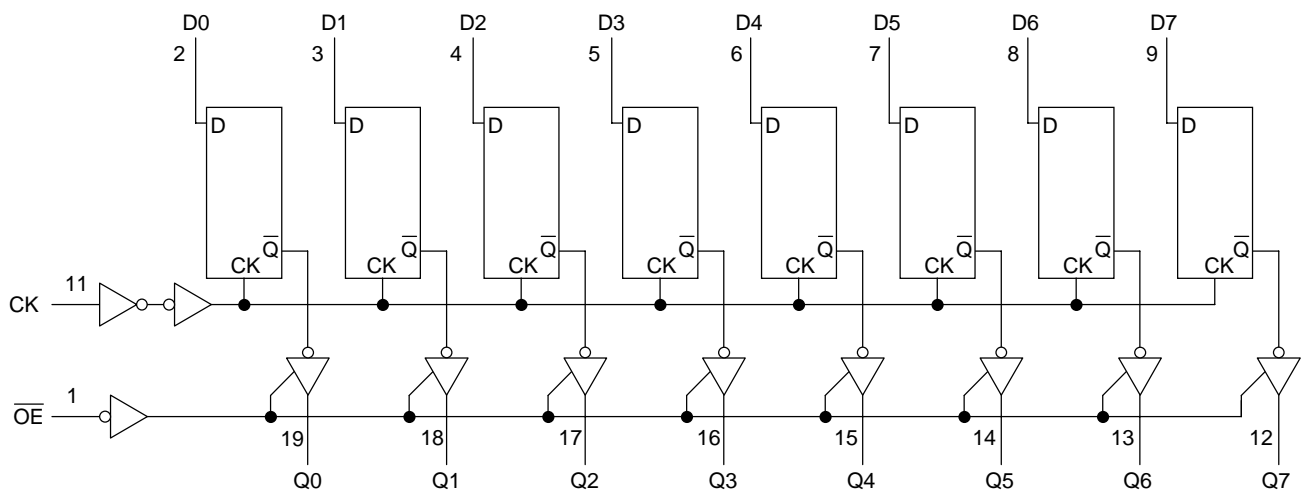 D0 D1 D2 D3 D4 D5 D6 D7
2 3 4 5 6 7 8 9
D D D D D D D D
Q̅ Q̅ Q̅ Q̅ Q̅ Q̅ Q̅ Q̅
CK CK CK CK CK CK CK CK
11
CK
1
O̅E̅
19 18 17 16 15 14 13 12
Q0 Q1 Q2 Q3 Q4 Q5 Q6 Q7